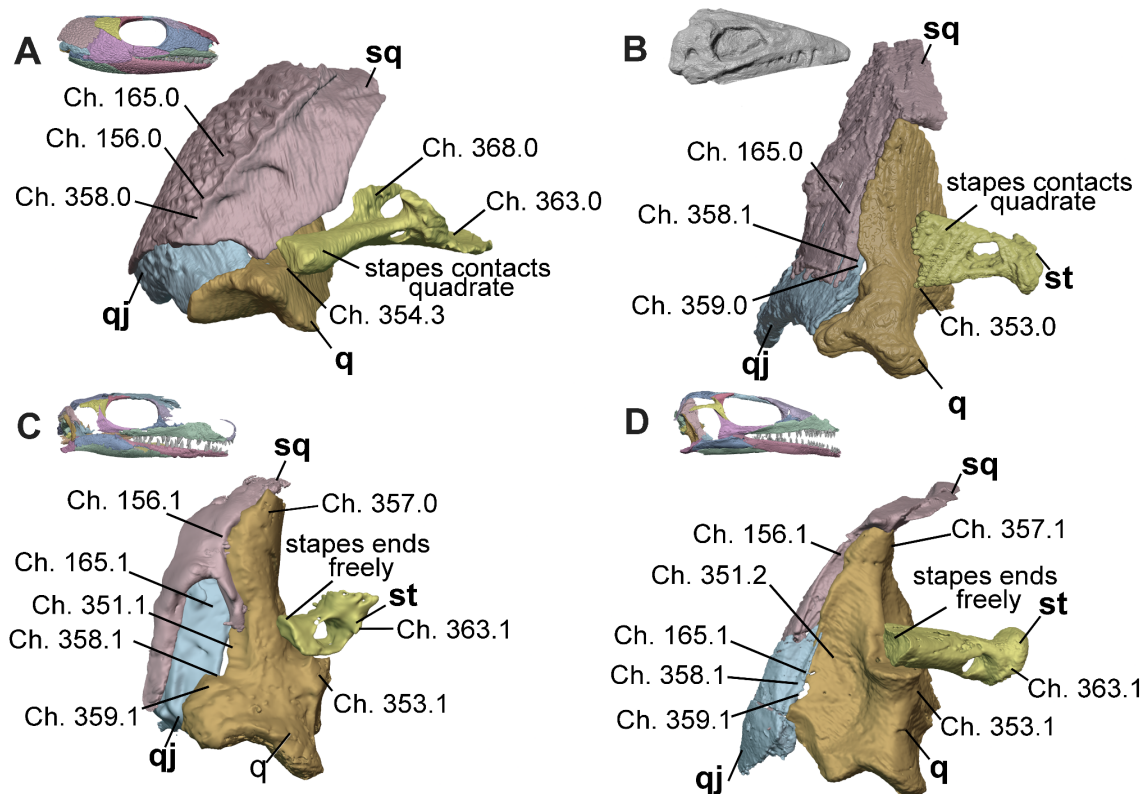 A
sq
Ch. 165.0
Ch. 156.0
Ch. 368.0
Ch. 358.0
Ch. 363.0
stapes contacts
quadrate
qj
Ch. 354.3
q
B
sq
Ch. 165.0
stapes contacts
quadrate
Ch. 358.1
st
Ch. 359.0
Ch. 353.0
qj
q
C
sq
Ch. 156.1
Ch. 357.0
stapes ends
freely
Ch. 165.1
st
Ch. 351.1
Ch. 363.1
Ch. 358.1
Ch. 353.1
Ch. 359.1
qj
q
D
sq
Ch. 156.1
Ch. 357.1
Ch. 351.2
stapes ends
freely
st
Ch. 165.1
Ch. 358.1
Ch. 363.1
Ch. 359.1
Ch. 353.1
qj
q